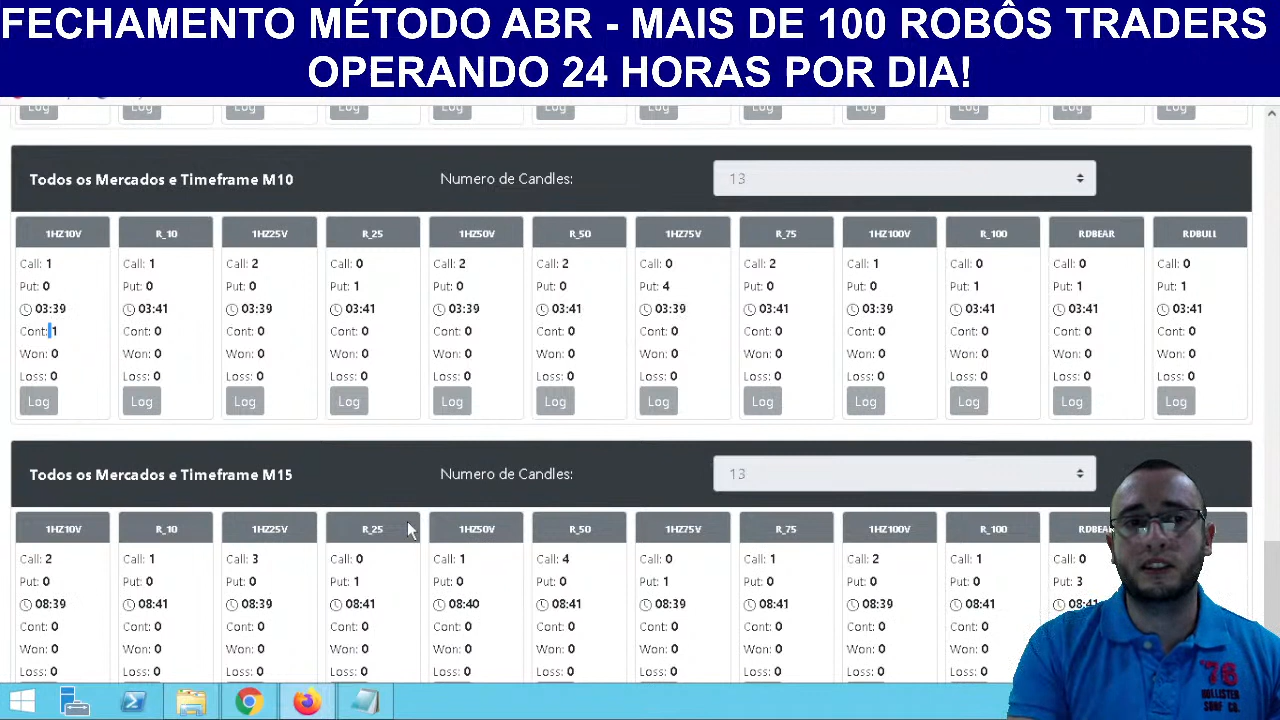 FECHAMENTO MÉTODO ABR - MAIS DE 100 ROBÔS TRADERS
OPERANDO 24 HORAS POR DIA!
Log Log Log Log Log Log Log Log Log Log Log Log
Todos os Mercados e Timeframe M10 Numero de Candles: 13
1HZ10V R_10 1HZ25V R_25 1HZ50V R_50 1HZ75V R_75 1HZ100V R_100 RDBEAR RDBULL
Call: 1 Call: 1 Call: 2 Call: 0 Call: 2 Call: 2 Call: 0 Call: 2 Call: 1 Call: 0 Call: 0 Call: 0
Put: 0 Put: 0 Put: 0 Put: 1 Put: 0 Put: 0 Put: 4 Put: 0 Put: 0 Put: 1 Put: 1 Put: 1
03:39 03:41 03:39 03:41 03:39 03:41 03:39 03:41 03:39 03:41 03:41 03:41
Cont: 1 Cont: 0 Cont: 0 Cont: 0 Cont: 0 Cont: 0 Cont: 0 Cont: 0 Cont: 0 Cont: 0 Cont: 0 Cont: 0
Won: 0 Won: 0 Won: 0 Won: 0 Won: 0 Won: 0 Won: 0 Won: 0 Won: 0 Won: 0 Won: 0 Won: 0
Loss: 0 Loss: 0 Loss: 0 Loss: 0 Loss: 0 Loss: 0 Loss: 0 Loss: 0 Loss: 0 Loss: 0 Loss: 0 Loss: 0
Log Log Log Log Log Log Log Log Log Log Log Log
Todos os Mercados e Timeframe M15 Numero de Candles: 13
1HZ10V R_10 1HZ25V R_25 1HZ50V R_50 1HZ75V R_75 1HZ100V R_100
Call: 2 Call: 1 Call: 3 Call: 0 Call: 1 Call: 4 Call: 0 Call: 1 Call: 2 Call: 1 Call: 0
Put: 0 Put: 0 Put: 0 Put: 1 Put: 0 Put: 0 Put: 1 Put: 0 Put: 0 Put: 0 Put: 3
08:39 08:41 08:39 08:41 08:40 08:41 08:39 08:41 08:39 08:41
Cont: 0 Cont: 0 Cont: 0 Cont: 0 Cont: 0 Cont: 0 Cont: 0 Cont: 0 Cont: 0 Cont: 0
Won: 0 Won: 0 Won: 0 Won: 0 Won: 0 Won: 0 Won: 0 Won: 0 Won: 0 Won: 0
Loss: 0 Loss: 0 Loss: 0 Loss: 0 Loss: 0 Loss: 0 Loss: 0 Loss: 0 Loss: 0 Loss: 0
76
HOLLISTER
SURF CO.